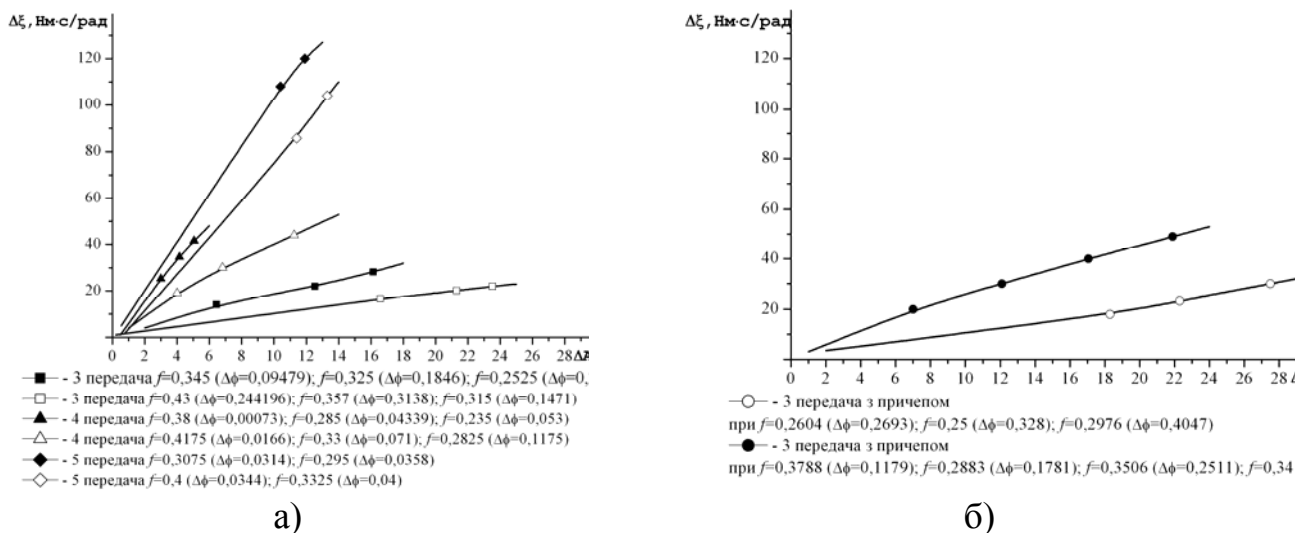 Δξ, Нм·с/рад
120
100
80
60
40
20
0 2 4 6 8 10 12 14 16 18 20 22 24 26 28
- 3 передача f=0,345 (Δϕ=0,09479); f=0,325 (Δϕ=0,1846); f=0,2525 (Δϕ=0,
- 3 передача f=0,43 (Δϕ=0,244196); f=0,357 (Δϕ=0,3138); f=0,315 (Δϕ=0,1471)
- 4 передача f=0,38 (Δϕ=0,00073); f=0,285 (Δϕ=0,04339); f=0,235 (Δϕ=0,053)
- 4 передача f=0,4175 (Δϕ=0,0166); f=0,33 (Δϕ=0,071); f=0,2825 (Δϕ=0,1175)
- 5 передача f=0,3075 (Δϕ=0,0314); f=0,295 (Δϕ=0,0358)
- 5 передача f=0,4 (Δϕ=0,0344); f=0,3325 (Δϕ=0,04)
а)
Δξ, Нм·с/рад
120
100
80
60
40
20
0 2 4 6 8 10 12 14 16 18 20 22 24 26 28
- 3 передача з причепом
при f=0,2604 (Δϕ=0,2693); f=0,25 (Δϕ=0,328); f=0,2976 (Δϕ=0,4047)
- 3 передача з причепом
при f=0,3788 (Δϕ=0,1179); f=0,2883 (Δϕ=0,1781); f=0,3506 (Δϕ=0,2511); f=0,34
б)